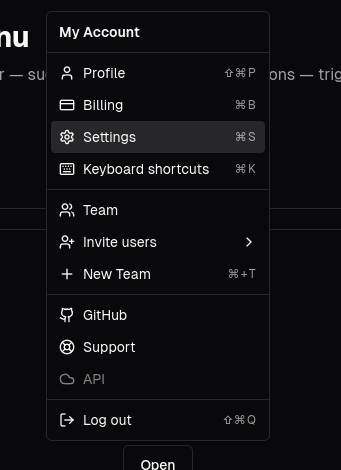 nu
My Account
Profile ⇧⌘P
r — su
ons — trig
Billing ⌘B
Settings ⌘S
Keyboard shortcuts ⌘K
Team
Invite users
New Team ⌘+T
GitHub
Support
API
Log out ⇧⌘Q
Open